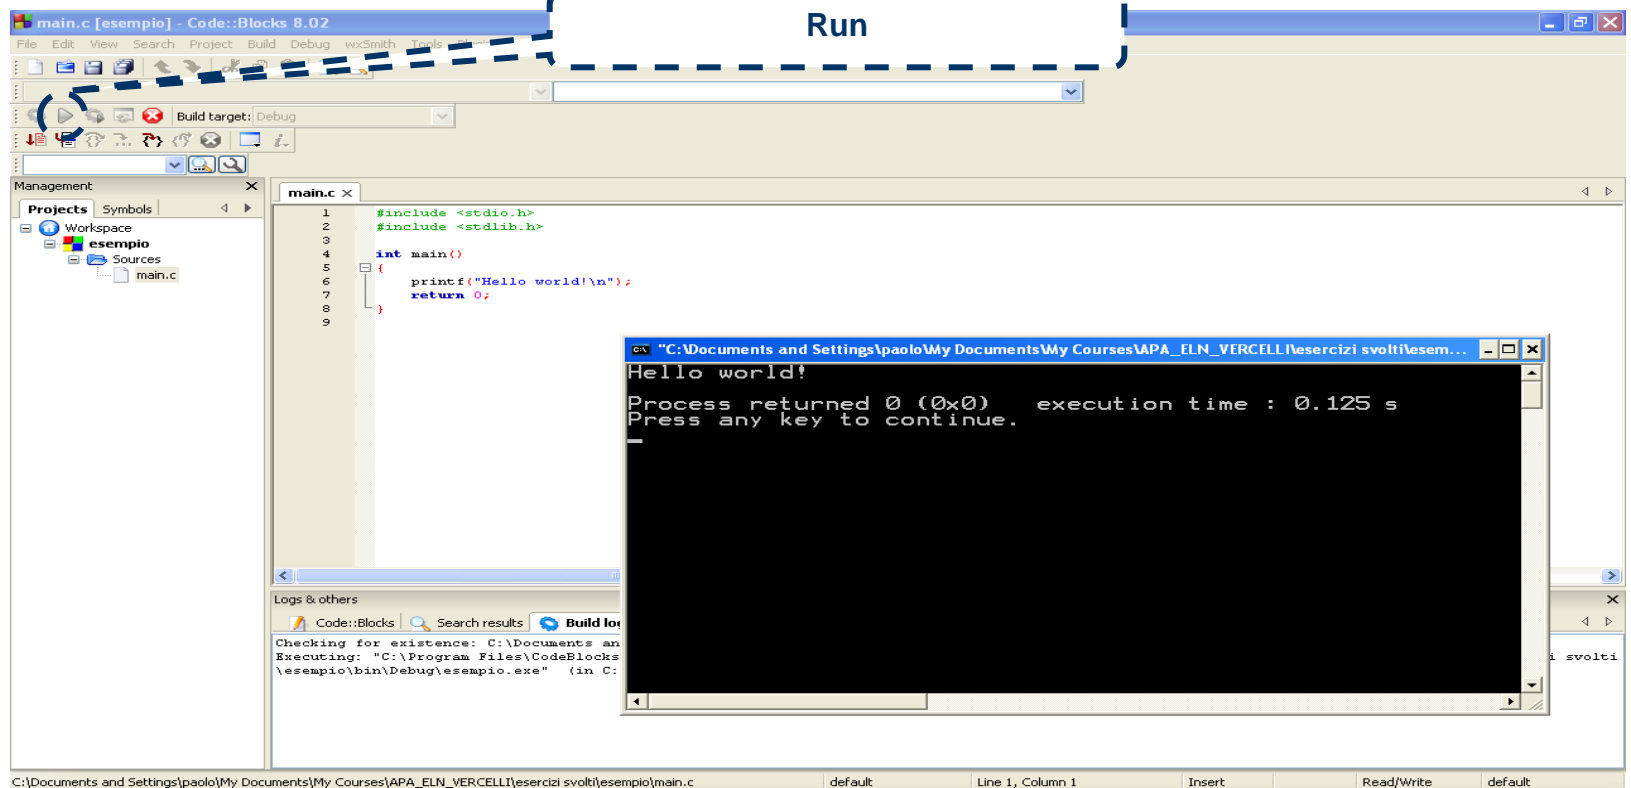 main.c [esempio] - Code::Blocks 8.02
Run
File Edit View Search Project Build Debug wxSmith Tools
Build target: Debug
Management
Projects Symbols
Workspace
esempio
Sources
main.c
main.c
1 #include <stdio.h>
2 #include <stdlib.h>
3
4 int main()
5 {
6 printf("Hello world!\n");
7 return 0;
8 }
9
"C:\Documents and Settings\paolo\My Documents\My Courses\APA_ELN_VERCELLI\esercizi svolti\esem...
Hello world!
Process returned 0 (0x0) execution time : 0.125 s
Press any key to continue.
Logs & others
Code::Blocks Search results Build log
Checking for existence: C:\Documents an
Executing: "C:\Program Files\CodeBlocks i svolti
\esempio\bin\Debug\esempio.exe" (in C:
C:\Documents and Settings\paolo\My Documents\My Courses\APA_ELN_VERCELLI\esercizi svolti\esempio\main.c default Line 1, Column 1 Insert Read/Write default